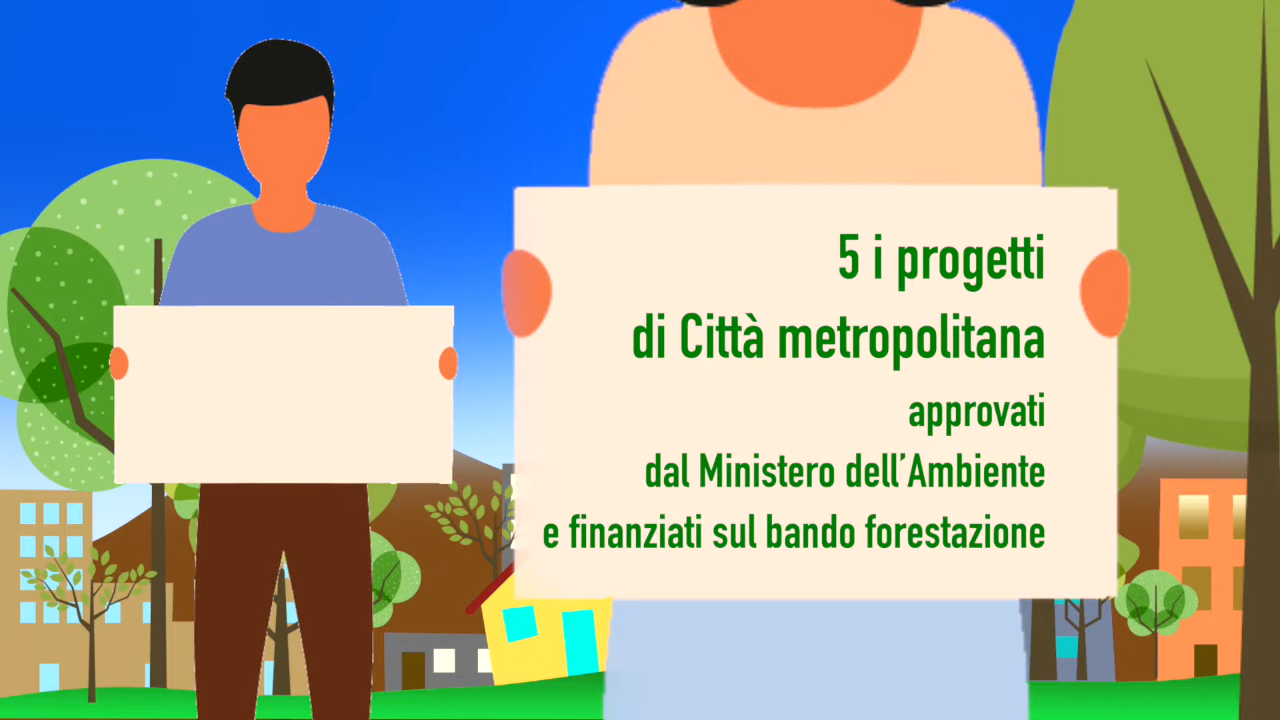 5 i progetti
di Città metropolitana
approvati
dal Ministero dell’Ambiente
e finanziati sul bando forestazione